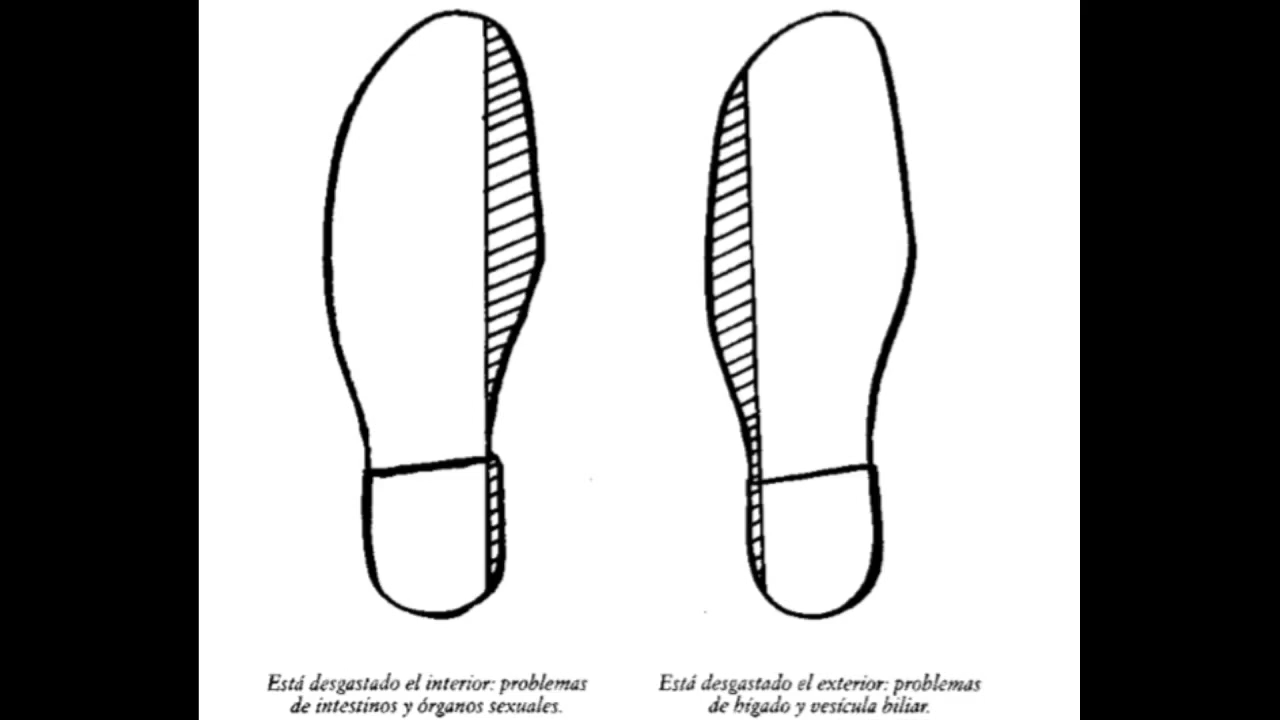 Está desgastado el interior: problemas
de intestinos y órganos sexuales.
Está desgastado el exterior: problemas
de hígado y vesícula biliar.